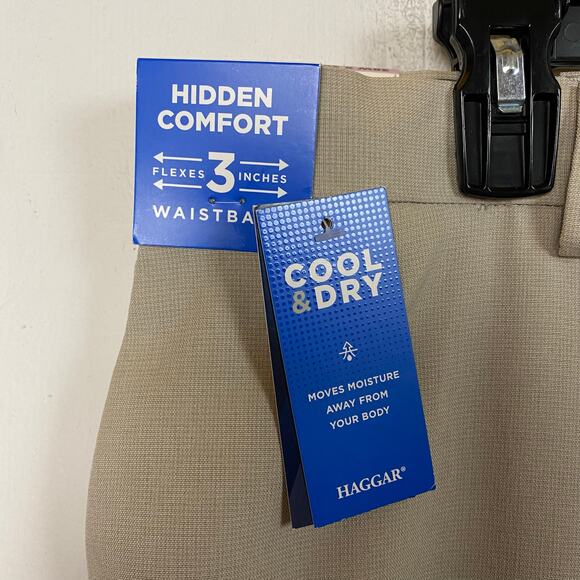 HIDDEN
COMFORT
FLEXES 3 INCHES
COOL
& DRY
MOVES MOISTURE
AWAY FROM
YOUR BODY
HAGGAR®